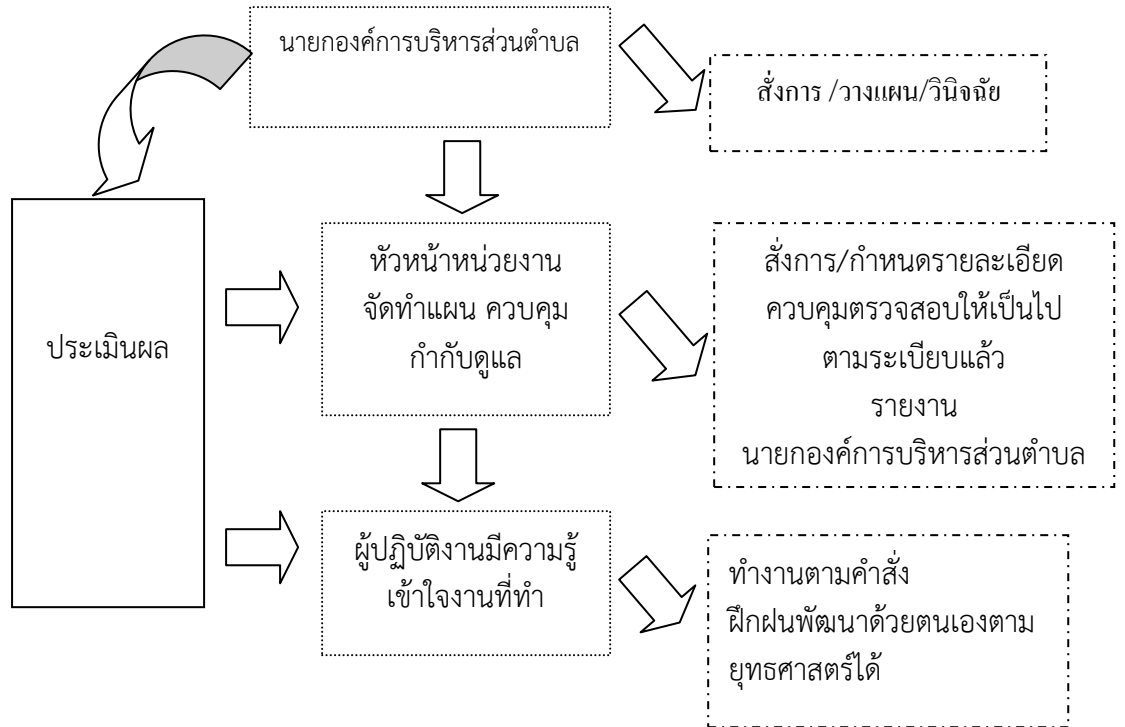 นายกองค์การบริหารส่วนตำบล
สั่งการ /วางแผน/วินิจฉัย
ประเมินผล
หัวหน้าหน่วยงาน
จัดทำแผน ควบคุม
กำกับดูแล
สั่งการ/กำหนดรายละเอียด
ควบคุมตรวจสอบให้เป็นไป
ตามระเบียบแล้ว
รายงาน
นายกองค์การบริหารส่วนตำบล
ผู้ปฏิบัติงานมีความรู้
เข้าใจงานที่ทำ
ทำงานตามคำสั่ง
ฝึกฝนพัฒนาด้วยตนเองตาม
ยุทธศาสตร์ได้